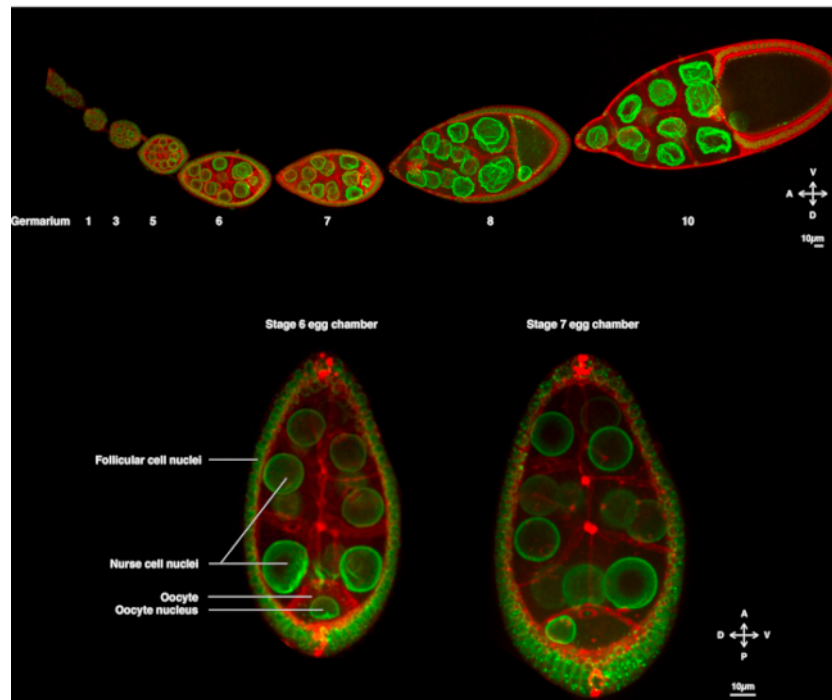 V
A
D
Germarium 1 3 5 6 7 8 10
10µm
Stage 6 egg chamber Stage 7 egg chamber
Follicular cell nuclei
Nurse cell nuclei
Oocyte
Oocyte nucleus
A
D V
P
10µm